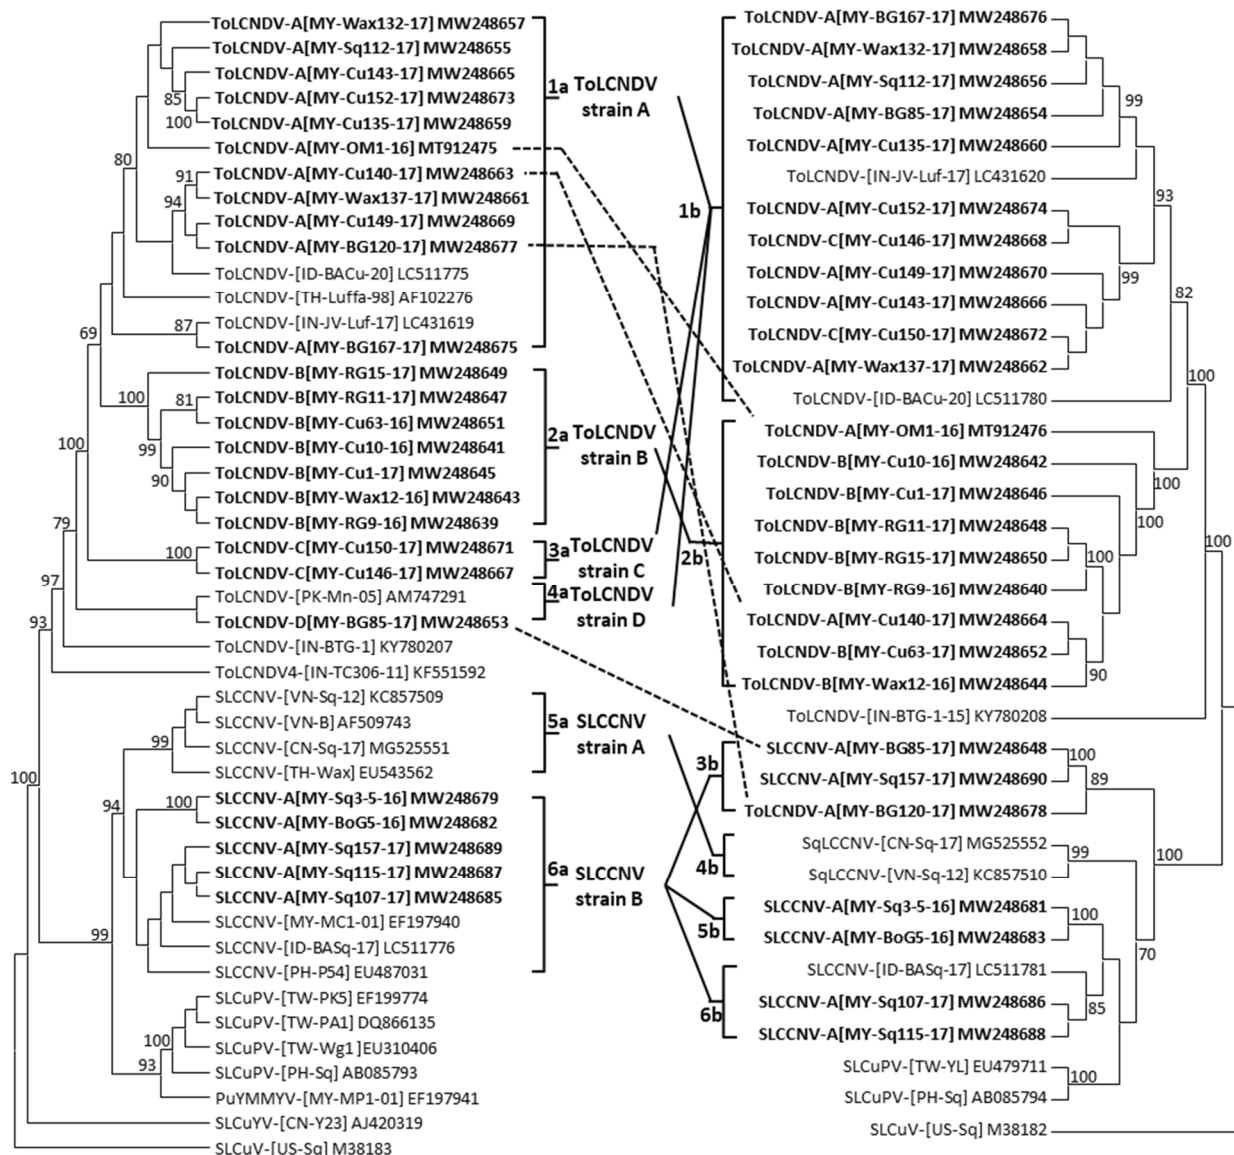 ToLCNDV-A[MY-Wax132-17] MW248657
ToLCNDV-A[MY-Sq112-17] MW248655
ToLCNDV-A[MY-Cu143-17] MW248665
85
ToLCNDV-A[MY-Cu152-17] MW248673
100
ToLCNDV-A[MY-Cu135-17] MW248659
80
ToLCNDV-A[MY-OM1-16] MT912475
91
ToLCNDV-A[MY-Cu140-17] MW248663
94
ToLCNDV-A[MY-Wax137-17] MW248661
ToLCNDV-A[MY-Cu149-17] MW248669
ToLCNDV-A[MY-BG120-17] MW248677
ToLCNDV-[ID-BACu-20] LC511775
ToLCNDV-[TH-Luffa-98] AF102276
69
87
ToLCNDV-[IN-JV-Luf-17] LC431619
ToLCNDV-A[MY-BG167-17] MW248675
ToLCNDV-B[MY-RG15-17] MW248649
100
81
ToLCNDV-B[MY-RG11-17] MW248647
ToLCNDV-B[MY-Cu63-16] MW248651
100
99
ToLCNDV-B[MY-Cu10-16] MW248641
90
ToLCNDV-B[MY-Cu1-17] MW248645
ToLCNDV-B[MY-Wax12-16] MW248643
79
ToLCNDV-B[MY-RG9-16] MW248639
100
ToLCNDV-C[MY-Cu150-17] MW248671
97
ToLCNDV-C[MY-Cu146-17] MW248667
ToLCNDV-[PK-Mn-05] AM747291
93
ToLCNDV-D[MY-BG85-17] MW248653
ToLCNDV-[IN-BTG-1] KY780207
ToLCNDV4-[IN-TC306-11] KF551592
SLCCNV-[VN-Sq-12] KC857509
SLCCNV-[VN-B] AF509743
99
SLCCNV-[CN-Sq-17] MG525551
100
SLCCNV-[TH-Wax] EU543562
94
100
SLCCNV-A[MY-Sq3-5-16] MW248679
SLCCNV-A[MY-BoG5-16] MW248682
SLCCNV-A[MY-Sq157-17] MW248689
SLCCNV-A[MY-Sq115-17] MW248687
SLCCNV-A[MY-Sq107-17] MW248685
SLCCNV-[MY-MC1-01] EF197940
99
SLCCNV-[ID-BASq-17] LC511776
SLCCNV-[PH-P54] EU487031
SLCuPV-[TW-PK5] EF199774
SLCuPV-[TW-PA1] DQ866135
100
SLCuPV-[TW-Wg1]EU310406
93
SLCuPV-[PH-Sq] AB085793
PuYMMYV-[MY-MP1-01] EF197941
SLCuYV-[CN-Y23] AJ420319
SLCuV-[US-Sq] M38183
1a ToLCNDV
strain A
2a ToLCNDV
strain B
3a ToLCNDV
strain C
4a ToLCNDV
strain D
5a SLCCNV
strain A
6a SLCCNV
strain B
1b
2b
3b
4b
5b
6b
ToLCNDV-A[MY-BG167-17] MW248676
ToLCNDV-A[MY-Wax132-17] MW248658
ToLCNDV-A[MY-Sq112-17] MW248656
99
ToLCNDV-A[MY-BG85-17] MW248654
ToLCNDV-A[MY-Cu135-17] MW248660
ToLCNDV-[IN-JV-Luf-17] LC431620
93
ToLCNDV-A[MY-Cu152-17] MW248674
ToLCNDV-C[MY-Cu146-17] MW248668
ToLCNDV-A[MY-Cu149-17] MW248670
99
82
ToLCNDV-A[MY-Cu143-17] MW248666
ToLCNDV-C[MY-Cu150-17] MW248672
ToLCNDV-A[MY-Wax137-17] MW248662
100
ToLCNDV-[ID-BACu-20] LC511780
ToLCNDV-A[MY-OM1-16] MT912476
ToLCNDV-B[MY-Cu10-16] MW248642
100
ToLCNDV-B[MY-Cu1-17] MW248646
100
ToLCNDV-B[MY-RG11-17] MW248648
100
ToLCNDV-B[MY-RG15-17] MW248650
100
ToLCNDV-B[MY-RG9-16] MW248640
ToLCNDV-A[MY-Cu140-17] MW248664
ToLCNDV-B[MY-Cu63-17] MW248652
90
ToLCNDV-B[MY-Wax12-16] MW248644
ToLCNDV-[IN-BTG-1-15] KY780208
SLCCNV-A[MY-BG85-17] MW248648
100
SLCCNV-A[MY-Sq157-17] MW248690
89
ToLCNDV-A[MY-BG120-17] MW248678
SqLCCNV-[CN-Sq-17] MG525552
99
100
SqLCCNV-[VN-Sq-12] KC857510
SLCCNV-A[MY-Sq3-5-16] MW248681
100
SLCCNV-A[MY-BoG5-16] MW248683
70
SLCCNV-[ID-BASq-17] LC511781
SLCCNV-A[MY-Sq107-17] MW248686
85
SLCCNV-A[MY-Sq115-17] MW248688
SLCuPV-[TW-YL] EU479711
100
SLCuPV-[PH-Sq] AB085794
SLCuV-[US-Sq] M38182